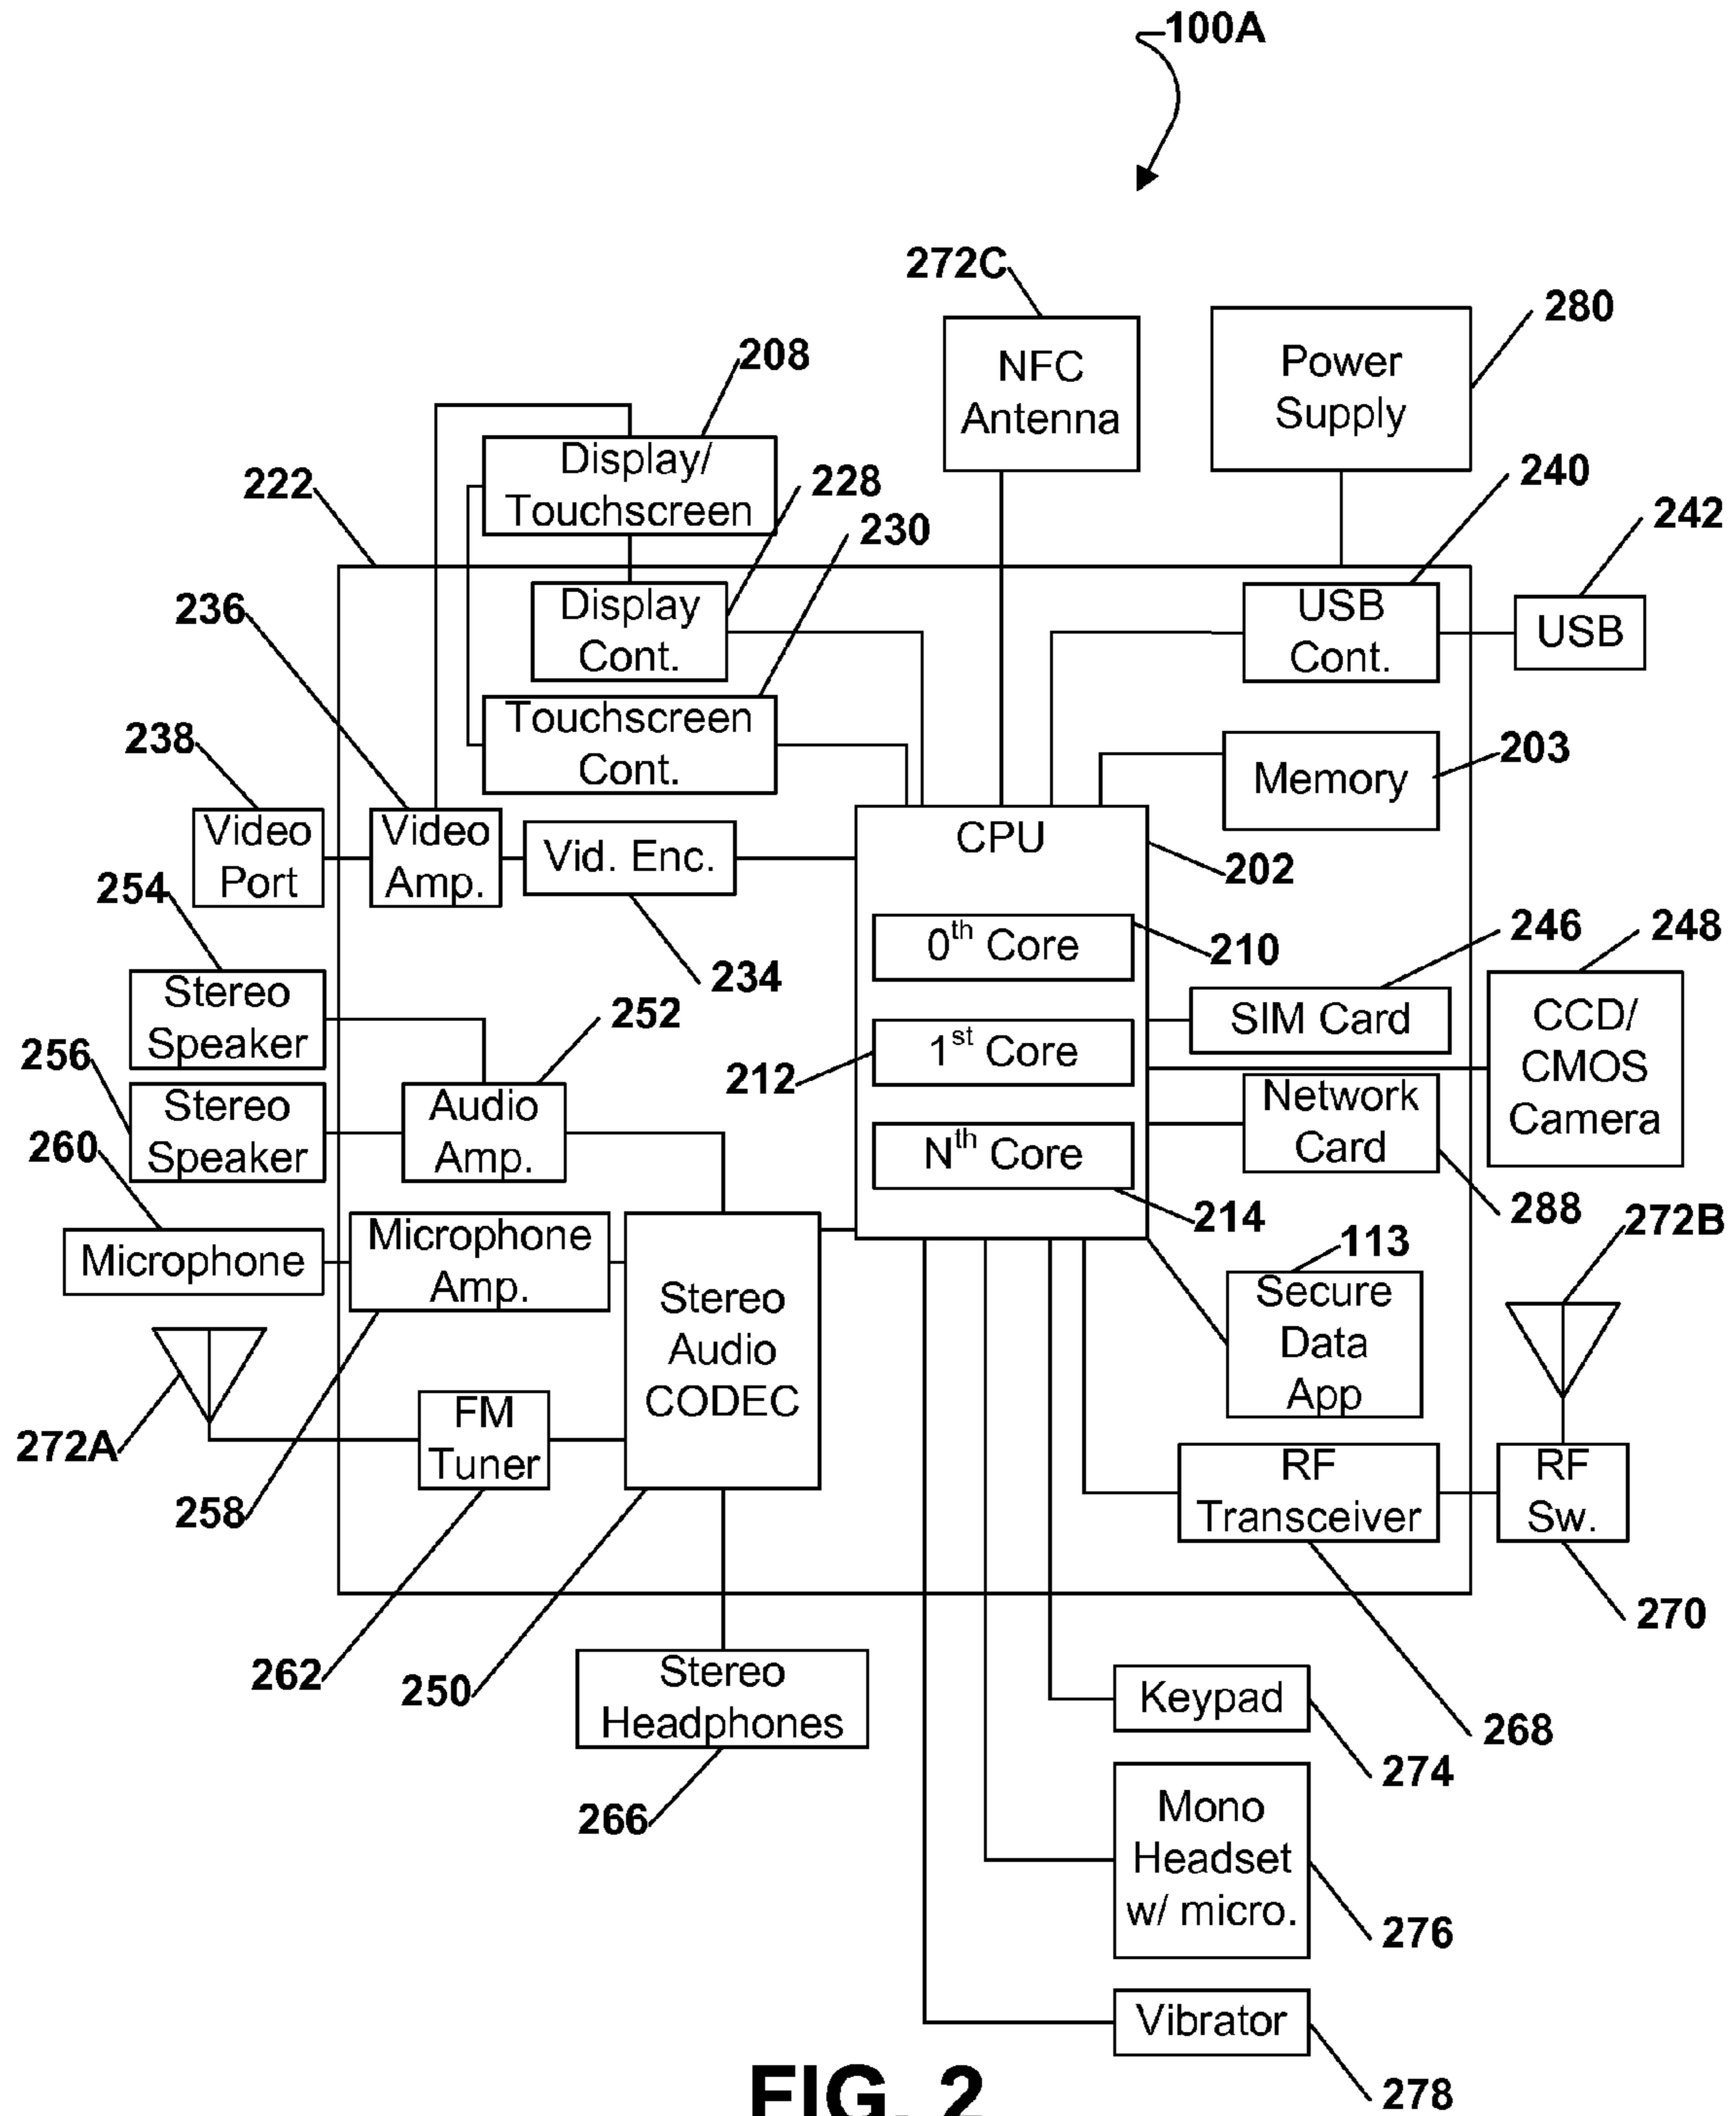 100A
272C
280
NFC
Antenna
Power
Supply
208
Display/
Touchscreen
222
228
240
230
242
236
Display
Cont.
USB
Cont.
USB
238
Touchscreen
Cont.
203
Memory
Video
Port
Video
Amp.
Vid. Enc.
CPU
202
254
246
248
0th Core
210
234
Stereo
Speaker
252
SIM Card
CCD/
CMOS
Camera
256
1st Core
212
Stereo
Speaker
Audio
Amp.
Network
Card
260
Nth Core
214
288
272B
Microphone
Microphone
Amp.
113
Stereo
Audio
CODEC
Secure
Data
App
272A
FM
Tuner
258
RF
Transceiver
RF
Sw.
270
262
250
Stereo
Headphones
Keypad
268
274
266
Mono
Headset
w/ micro.
276
Vibrator
278
FIG. 2